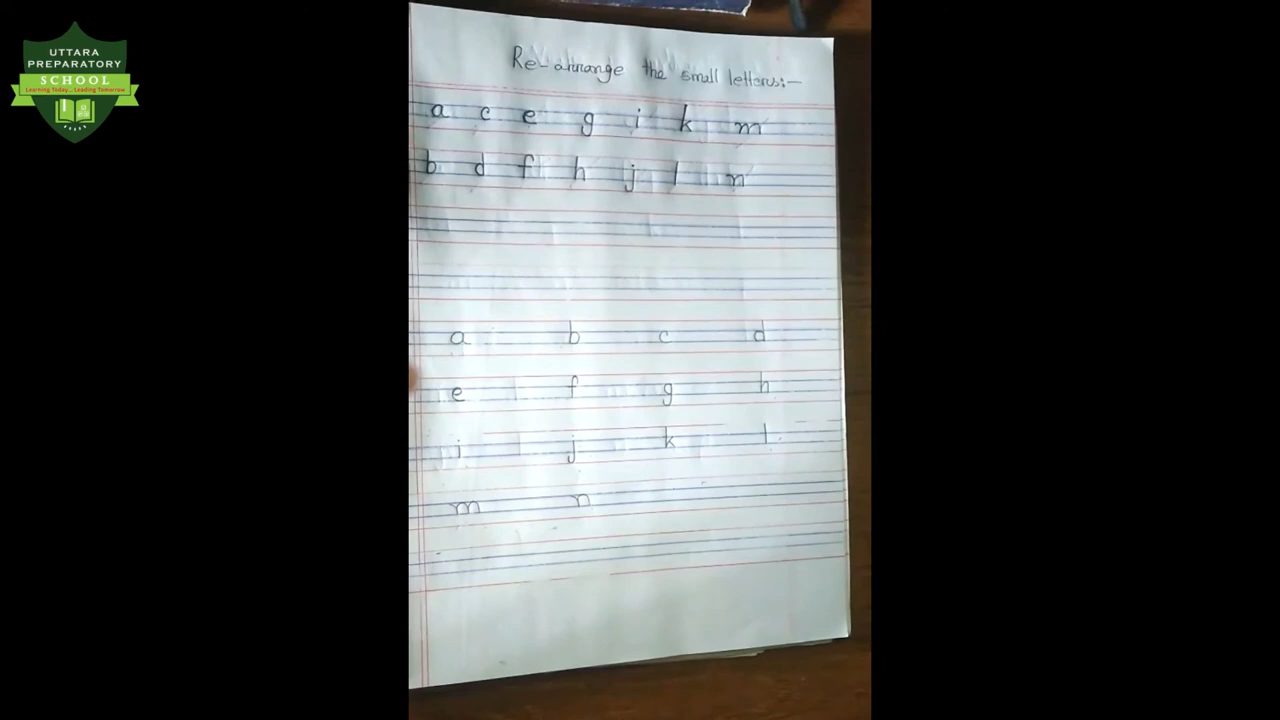 UTTARA
PREPARATORY
SCHOOL
Learning Today... Leading Tomorrow
Re-arrange the small letters:-
a c e g i k m
b d f h j l n
a b c d
e f g h
i j k l
m n